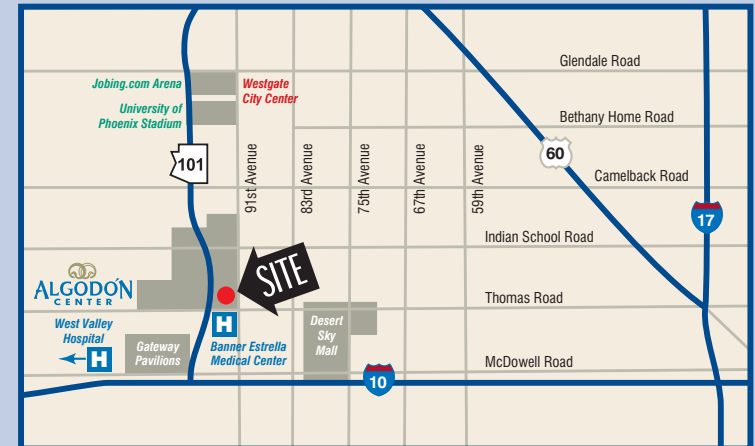 Glendale Road
Jobing.com Arena
Westgate
City Center
University of
Phoenix Stadium
Bethany Home Road
101
60
91st Avenue
83rd Avenue
75th Avenue
67th Avenue
59th Avenue
Camelback Road
17
Indian School Road
SITE
ALGODÓN
CENTER
Thomas Road
West Valley
Hospital
H
H
Banner Estrella
Medical Center
Gateway
Pavilions
Desert
Sky
Mall
McDowell Road
10